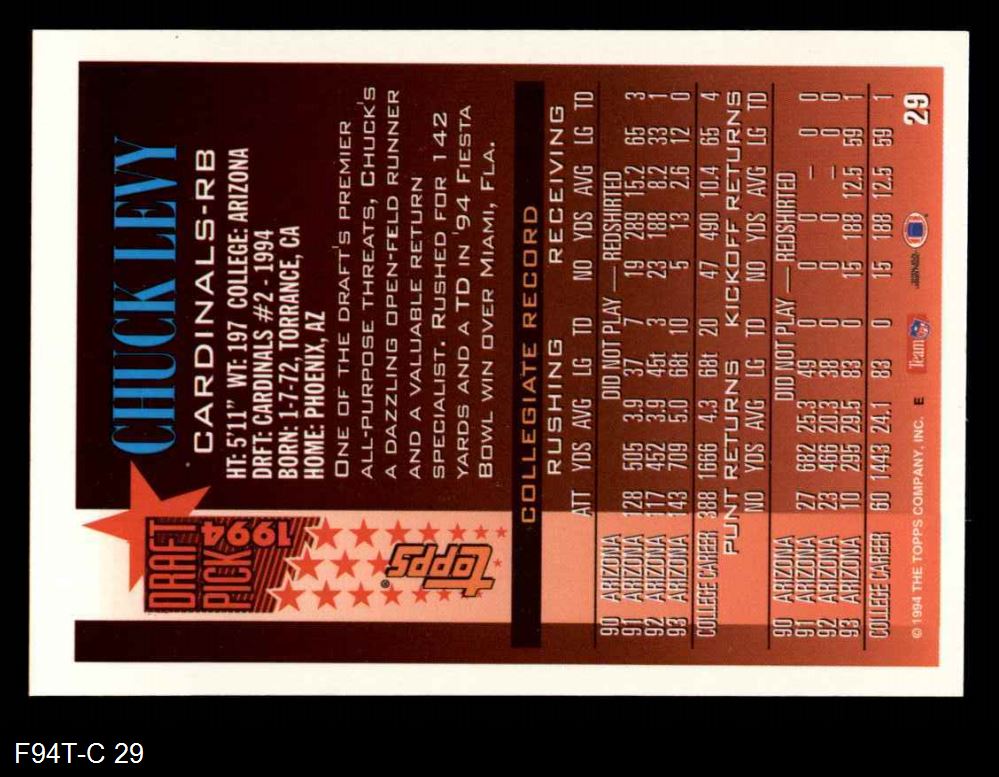 1994
DRAFT
PICK
CHUCK LEVY
CARDINALS-RB
HT: 5'11" WT: 197 COLLEGE: ARIZONA
DRFT: CARDINALS #2 - 1994
BORN: 1-7-72, TORRANCE, CA
HOME: PHOENIX, AZ
ONE OF THE DRAFT'S PREMIER
ALL-PURPOSE THREATS, CHUCK'S
A DAZZLING OPEN-FELD RUNNER
AND A VALUABLE RETURN
SPECIALIST. RUSHED FOR 142
YARDS AND A TD IN '94 FIESTA
BOWL WIN OVER MIAMI, FLA.
Topps®
COLLEGIATE RECORD
RUSHING RECEIVING
ATT YDS AVG LG TD NO YDS AVG LG TD
90 ARIZONA DID NOT PLAY — REDSHIRTED
91 ARIZONA 128 505 3.9 37 7 19 289 15.2 65 3
92 ARIZONA 117 452 3.9 45t 3 23 188 8.2 33 1
93 ARIZONA 143 709 5.0 68t 10 5 13 2.6 12 0
COLLEGE CAREER 388 1666 4.3 68t 20 47 490 10.4 65 4
PUNT RETURNS KICKOFF RETURNS
NO YDS AVG LG TD NO YDS AVG LG TD
90 ARIZONA DID NOT PLAY — REDSHIRTED
91 ARIZONA 27 682 25.3 49 0 0 0 — 0 0
92 ARIZONA 23 466 20.3 38 0 0 0 — 0 0
93 ARIZONA 10 295 29.5 83 0 15 188 12.5 59 1
COLLEGE CAREER 60 1443 24.1 83 0 15 188 12.5 59 1
© 1994 THE TOPPS COMPANY, INC. E Team NFL 29
F94T-C 29